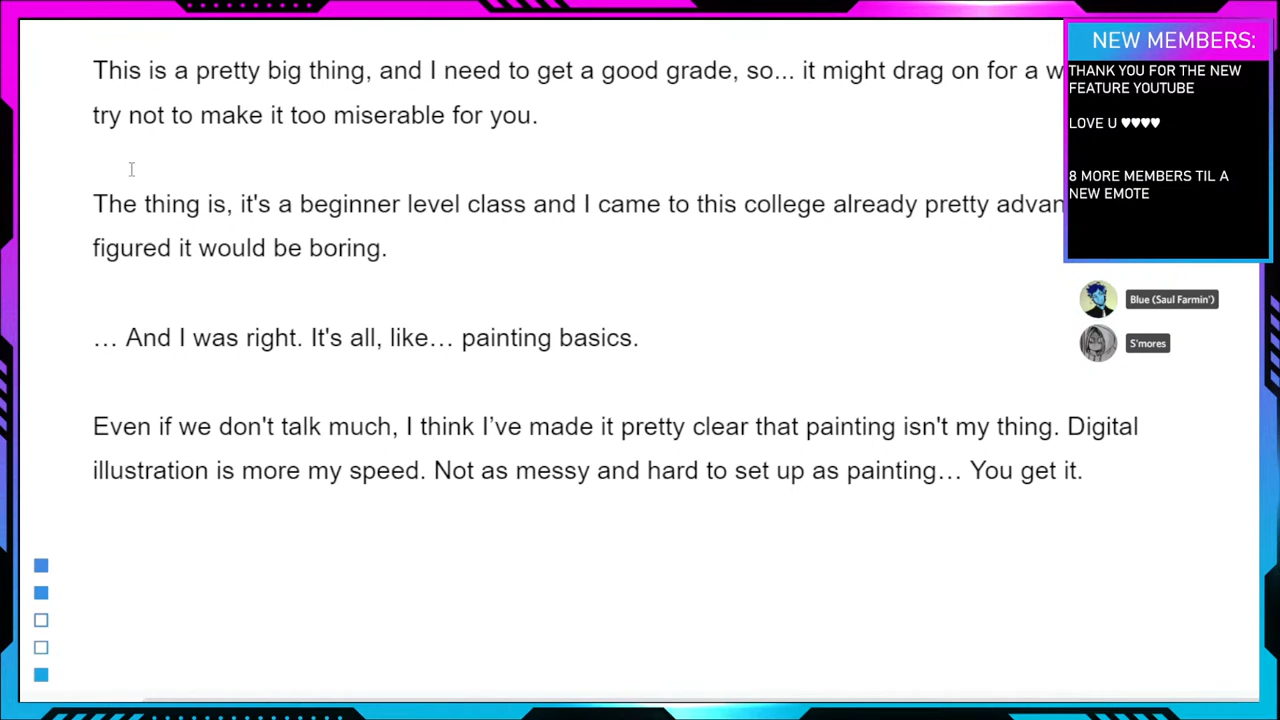 This is a pretty big thing, and I need to get a good grade, so... it might drag on for a
try not to make it too miserable for you.
The thing is, it's a beginner level class and I came to this college already pretty
figured it would be boring.
… And I was right. It's all, like… painting basics.
Even if we don't talk much, I think I’ve made it pretty clear that painting isn't my thing. Digital
illustration is more my speed. Not as messy and hard to set up as painting… You get it.
NEW MEMBERS:
THANK YOU FOR THE NEW
FEATURE YOUTUBE
LOVE U ♥♥♥♥
8 MORE MEMBERS TIL A
NEW EMOTE
Blue (Saul Farmin')
S'mores